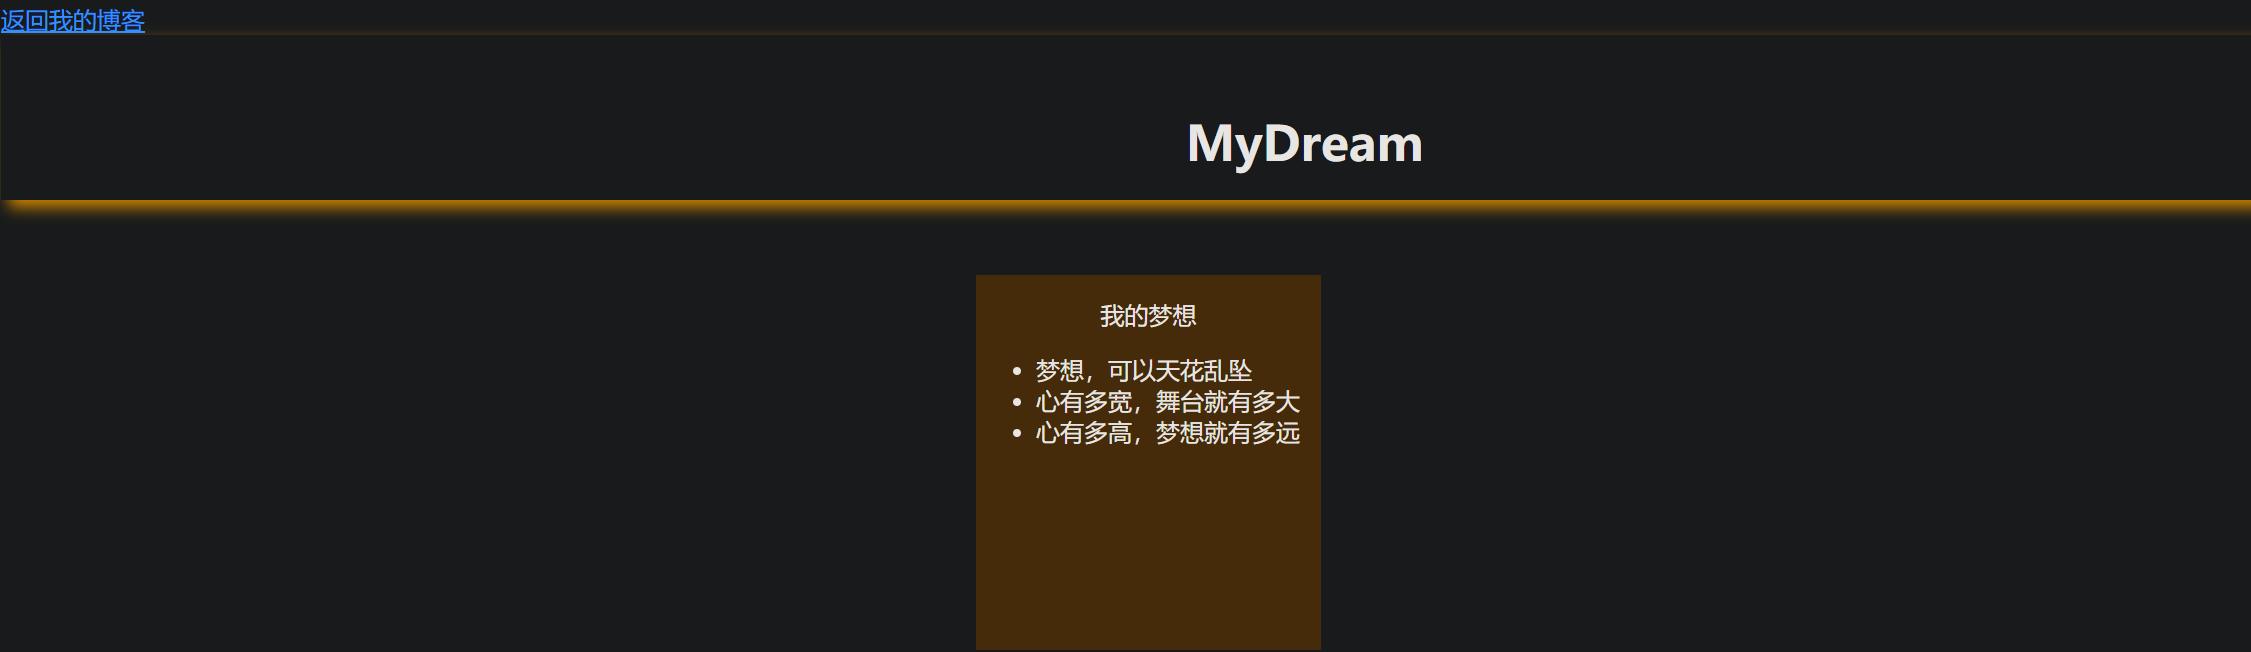 返回我的博客
MyDream
我的梦想
梦想，可以天花乱坠
心有多宽，舞台就有多大
心有多高，梦想就有多远